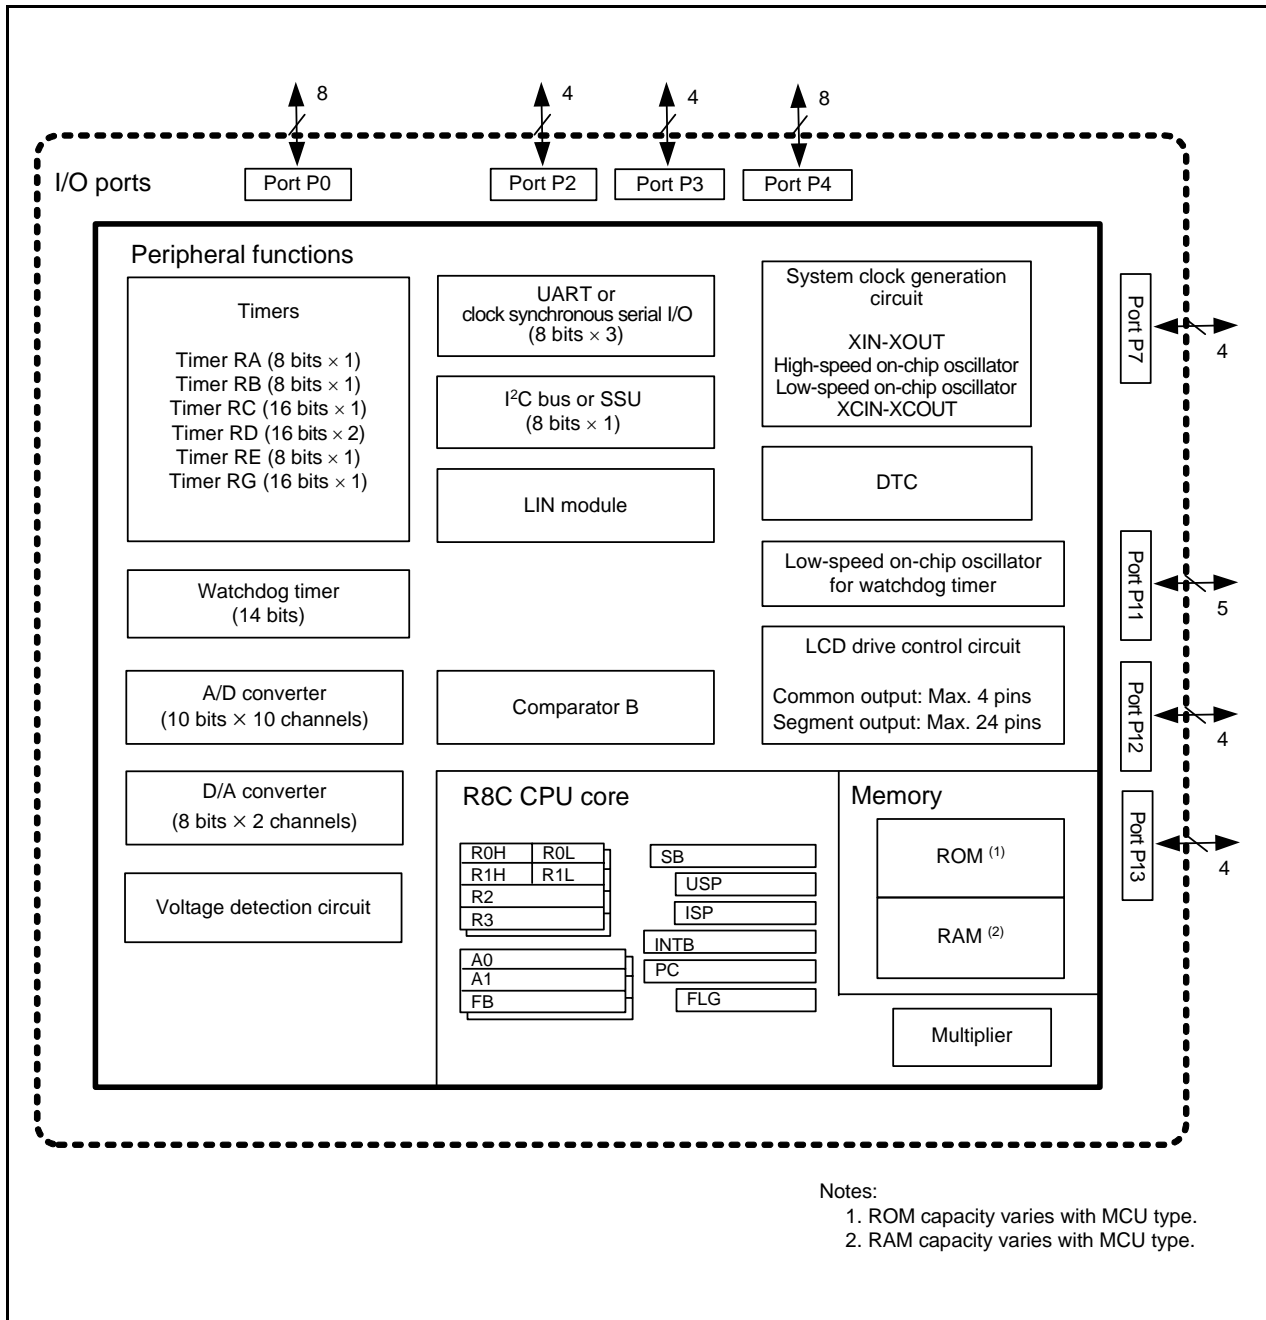 8
4
4
8
I/O ports
Port P0
Port P2
Port P3
Port P4
Peripheral functions
Timers
Timer RA (8 bits × 1)
Timer RB (8 bits × 1)
Timer RC (16 bits × 1)
Timer RD (16 bits × 2)
Timer RE (8 bits × 1)
Timer RG (16 bits × 1)
Watchdog timer
(14 bits)
A/D converter
(10 bits × 10 channels)
D/A converter
(8 bits × 2 channels)
Voltage detection circuit
UART or
clock synchronous serial I/O
(8 bits × 3)
I²C bus or SSU
(8 bits × 1)
LIN module
Comparator B
System clock generation
circuit
XIN-XOUT
High-speed on-chip oscillator
Low-speed on-chip oscillator
XCIN-XCOUT
DTC
Low-speed on-chip oscillator
for watchdog timer
LCD drive control circuit
Common output: Max. 4 pins
Segment output: Max. 24 pins
R8C CPU core
R0H
R0L
R1H
R1L
R2
R3
A0
A1
FB
SB
USP
ISP
INTB
PC
FLG
Memory
ROM (1)
RAM (2)
Multiplier
Port P7
4
Port P11
5
Port P12
4
Port P13
4
Notes:
1. ROM capacity varies with MCU type.
2. RAM capacity varies with MCU type.